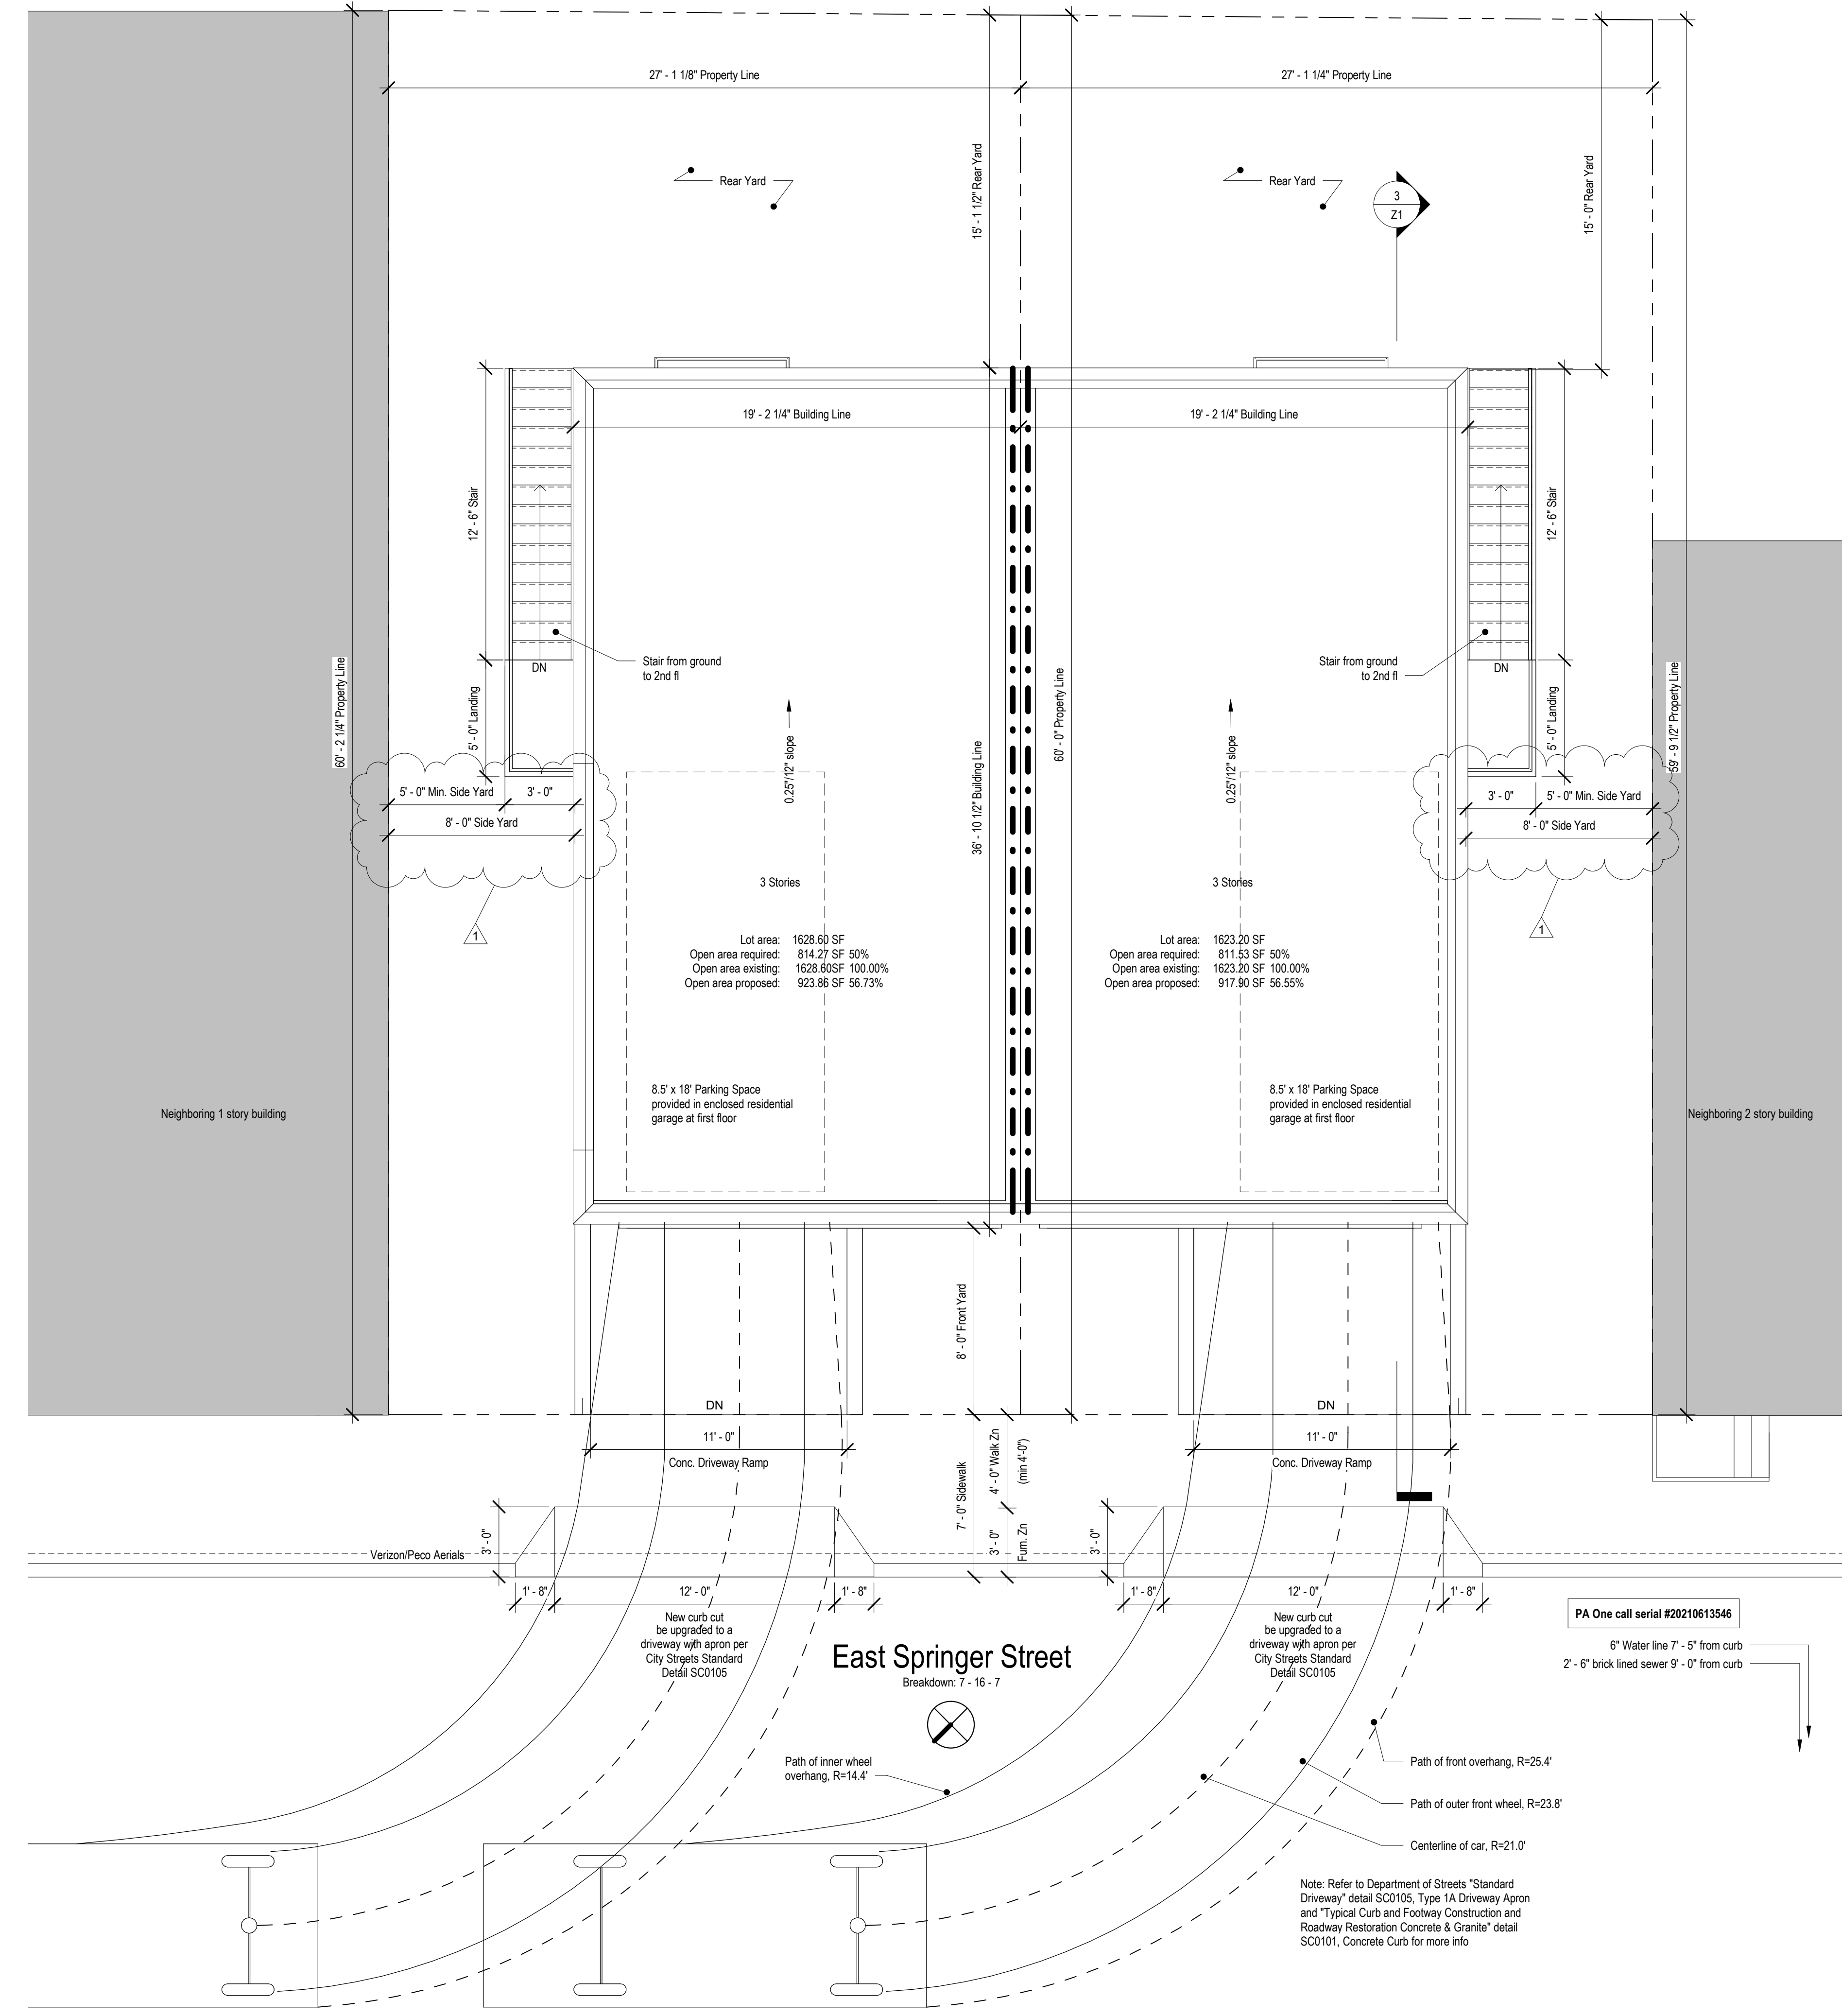 27' - 1 1/8" Property Line
27' - 1 1/4" Property Line
15' - 1 1/2" Rear Yard
15' - 0" Rear Yard
Rear Yard
Rear Yard
3
Z1
19' - 2 1/4" Building Line
19' - 2 1/4" Building Line
12' - 6" Stair
12' - 6" Stair
Stair from ground
to 2nd fl
Stair from ground
to 2nd fl
DN
DN
60' - 2 1/4" Property Line
5' - 0" Landing
0.25"/12" slope
36' - 10 1/2" Building Line
60' - 0" Property Line
0.25"/12" slope
5' - 0" Landing
59' - 9 1/2" Property Line
5' - 0" Min. Side Yard
3' - 0"
8' - 0" Side Yard
3' - 0"
5' - 0" Min. Side Yard
8' - 0" Side Yard
3 Stories
3 Stories
1
1
Lot area: 1628.60 SF
Open area required: 814.27 SF 50%
Open area existing: 1628.60SF 100.00%
Open area proposed: 923.86 SF 56.73%
Lot area: 1623.20 SF
Open area required: 811.53 SF 50%
Open area existing: 1623.20 SF 100.00%
Open area proposed: 917.90 SF 56.55%
8.5' x 18' Parking Space
provided in enclosed residential
garage at first floor
8.5' x 18' Parking Space
provided in enclosed residential
garage at first floor
Neighboring 1 story building
Neighboring 2 story building
8' - 0" Front Yard
DN
DN
11' - 0"
Conc. Driveway Ramp
11' - 0"
Conc. Driveway Ramp
7' - 0" Sidewalk
4' - 0" Walk Zn
(min 4'-0")
3' - 0"
Furn. Zn
3' - 0"
3' - 0"
Verizon/Peco Aerials
1' - 8"
12' - 0"
1' - 8"
1' - 8"
12' - 0"
1' - 8"
New curb cut
be upgraded to a
driveway with apron per
City Streets Standard
Detail SC0105
New curb cut
be upgraded to a
driveway with apron per
City Streets Standard
Detail SC0105
East Springer Street
Breakdown: 7 - 16 - 7
PA One call serial #20210613546
6" Water line 7' - 5" from curb
2' - 6" brick lined sewer 9' - 0" from curb
Path of inner wheel
overhang, R=14.4'
Path of front overhang, R=25.4'
Path of outer front wheel, R=23.8'
Centerline of car, R=21.0'
Note: Refer to Department of Streets "Standard
Driveway" detail SC0105, Type 1A Driveway Apron
and "Typical Curb and Footway Construction and
Roadway Restoration Concrete & Granite" detail
SC0101, Concrete Curb for more info